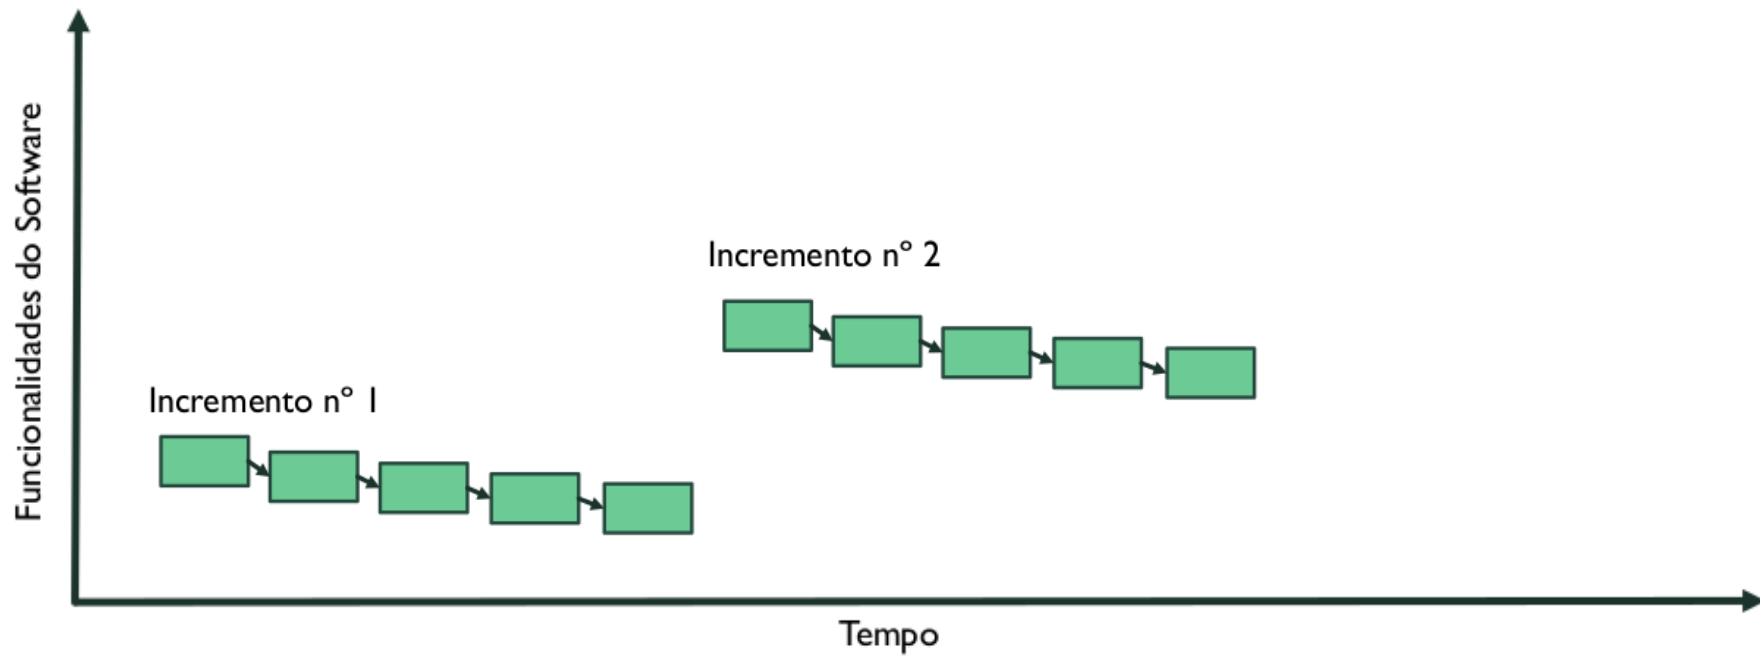 Funcionalidades do Software
Incremento nº 2
Incremento nº 1
Tempo